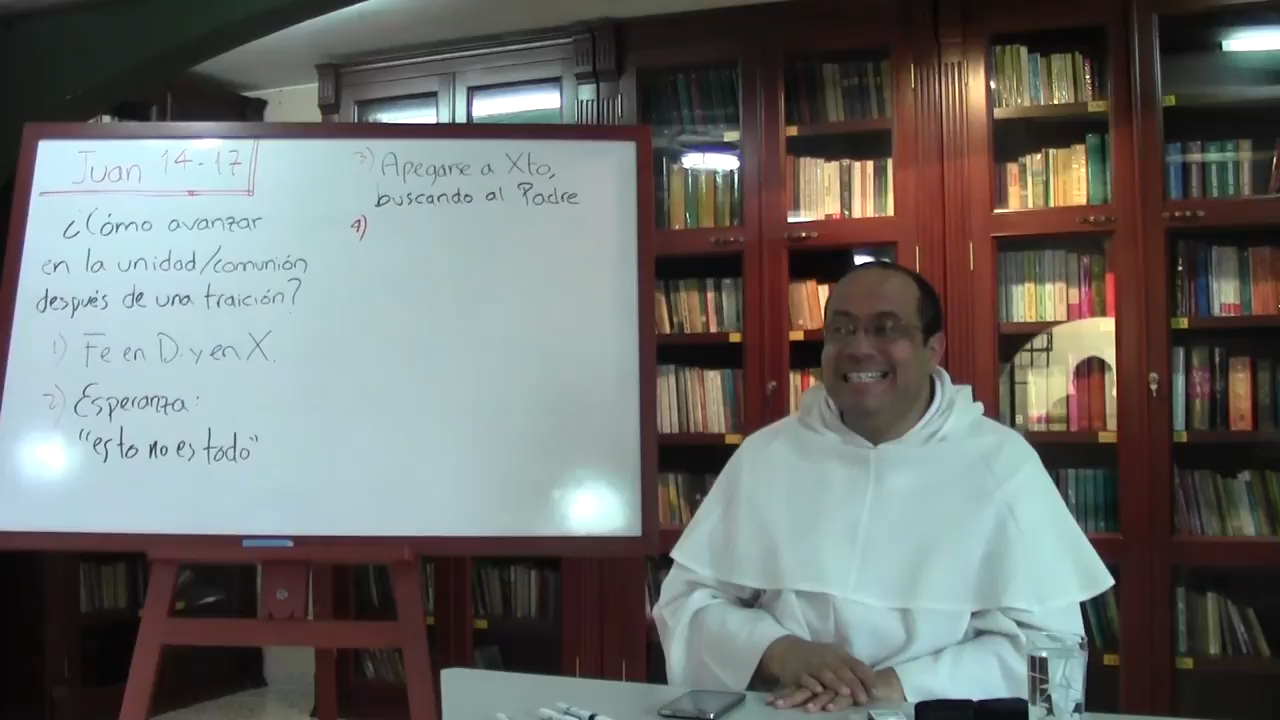 Juan 14-17
¿Cómo avanzar
en la unidad/comunión
después de una traición?
1) Fe en D. y en X.
2) Esperanza:
"esto no es todo"
3) Apegarse a Xto,
buscando al Padre
4)